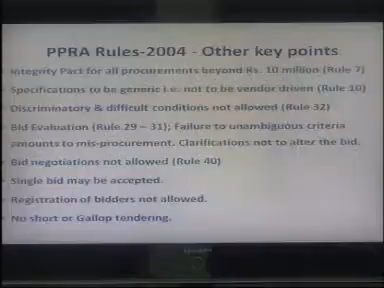 PPRA Rules-2004 - Other key points
Integrity Pact for all procurements beyond Rs. 10 million (Rule 7)
Specifications to be generic i.e. not to be vendor driven (Rule 10)
Discriminatory & difficult conditions not allowed (Rule 32)
Bid Evaluation (Rule 29 – 31); Failure to unambiguous criteria
amounts to mis-procurement. Clarifications not to alter the bid.
Bid negotiations not allowed (Rule 40)
Single bid may be accepted.
Registration of bidders not allowed.
No short or Gallop tendering.